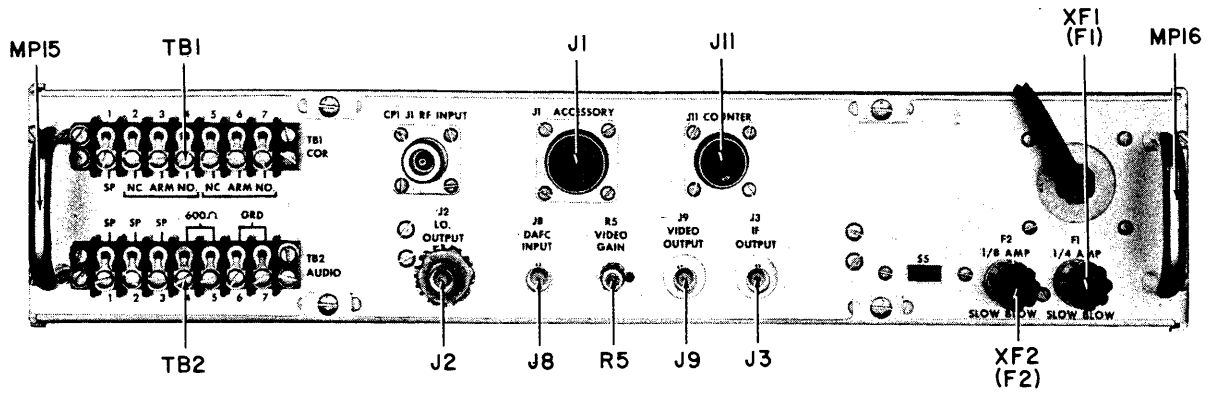 MP15
TB1
J1
J11
XF1
(F1)
MP16
1 2 3 4 5 6 7
TB1
COR
SP NC ARM NO. NC ARM NO.
CP1 J1 RF INPUT
J1 ACCESSORY
J11 COUNTER
SP SP SP 600Ω GRD
TB2
AUDIO
1 2 3 4 5 6 7
J2
LO.
OUTPUT
J8
DAFC
INPUT
R5
VIDEO
GAIN
J9
VIDEO
OUTPUT
J3
IF
OUTPUT
S5
F2
1/8 AMP
SLOW BLOW
F1
1/4 AMP
SLOW BLOW
TB2
J2
J8
R5
J9
J3
XF2
(F2)